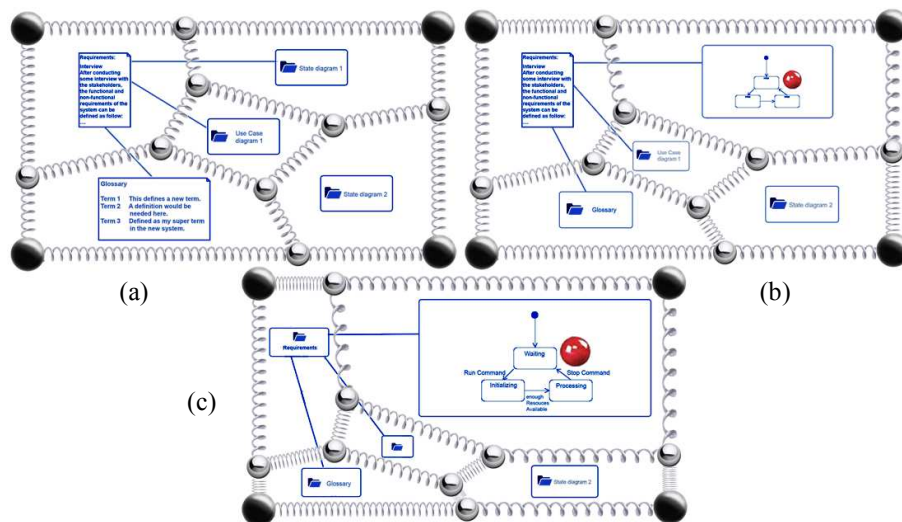 Requirements:
Interview
After conducting
some interview with
the stakeholders,
the functional and
non-functional
requirements of the
system can be
defined as follow:
....
State diagram 1
Use Case
diagram 1
State diagram 2
Glossary
Term 1 This defines a new term.
Term 2 A definition would be
needed here.
Term 3 Defined as my super term
in the new system.
(a)
Requirements:
Interview
After conducting
some interview with
the stakeholders,
the functional and
non-functional
requirements of the
system can be
defined as follow:
....
Use Case
diagram 1
State diagram 2
Glossary
(b)
Requirements
Waiting
Run Command
Stop Command
Initializing
Processing
enough
Resouces
Available
Glossary
State diagram 2
(c)